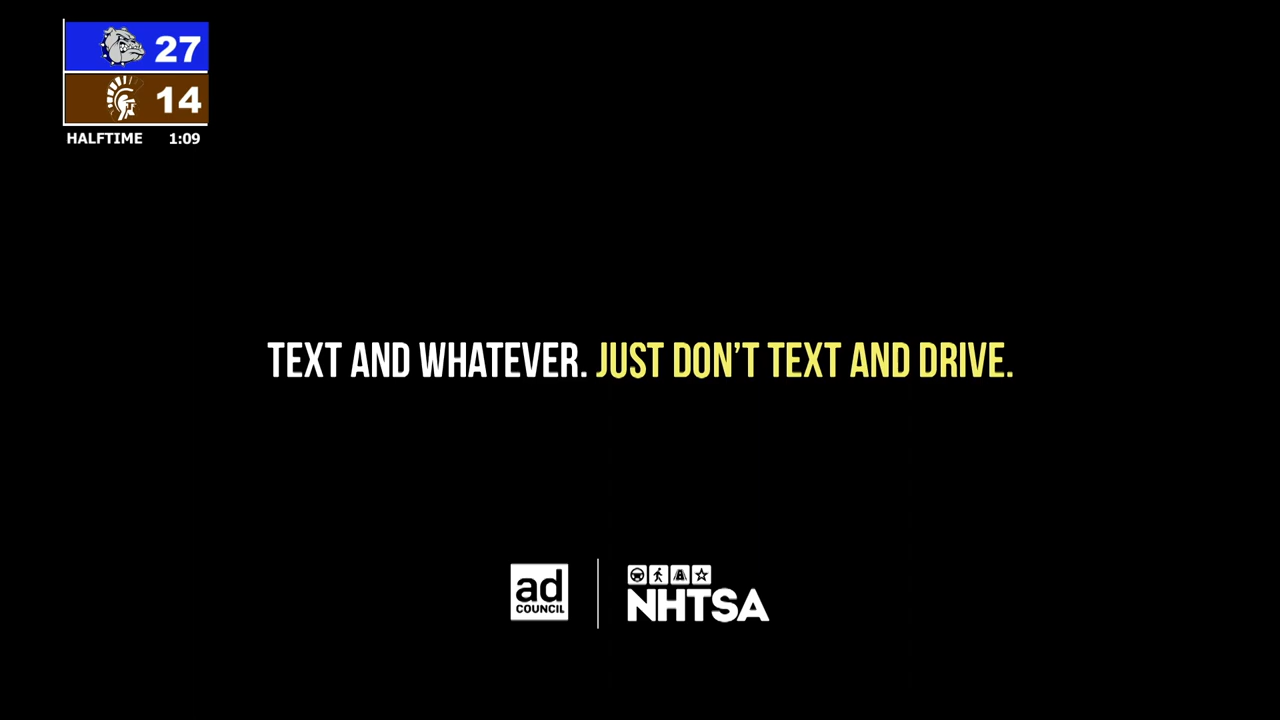 27
14
HALFTIME 1:09
TEXT AND WHATEVER. JUST DON'T TEXT AND DRIVE.
ad
COUNCIL
NHTSA